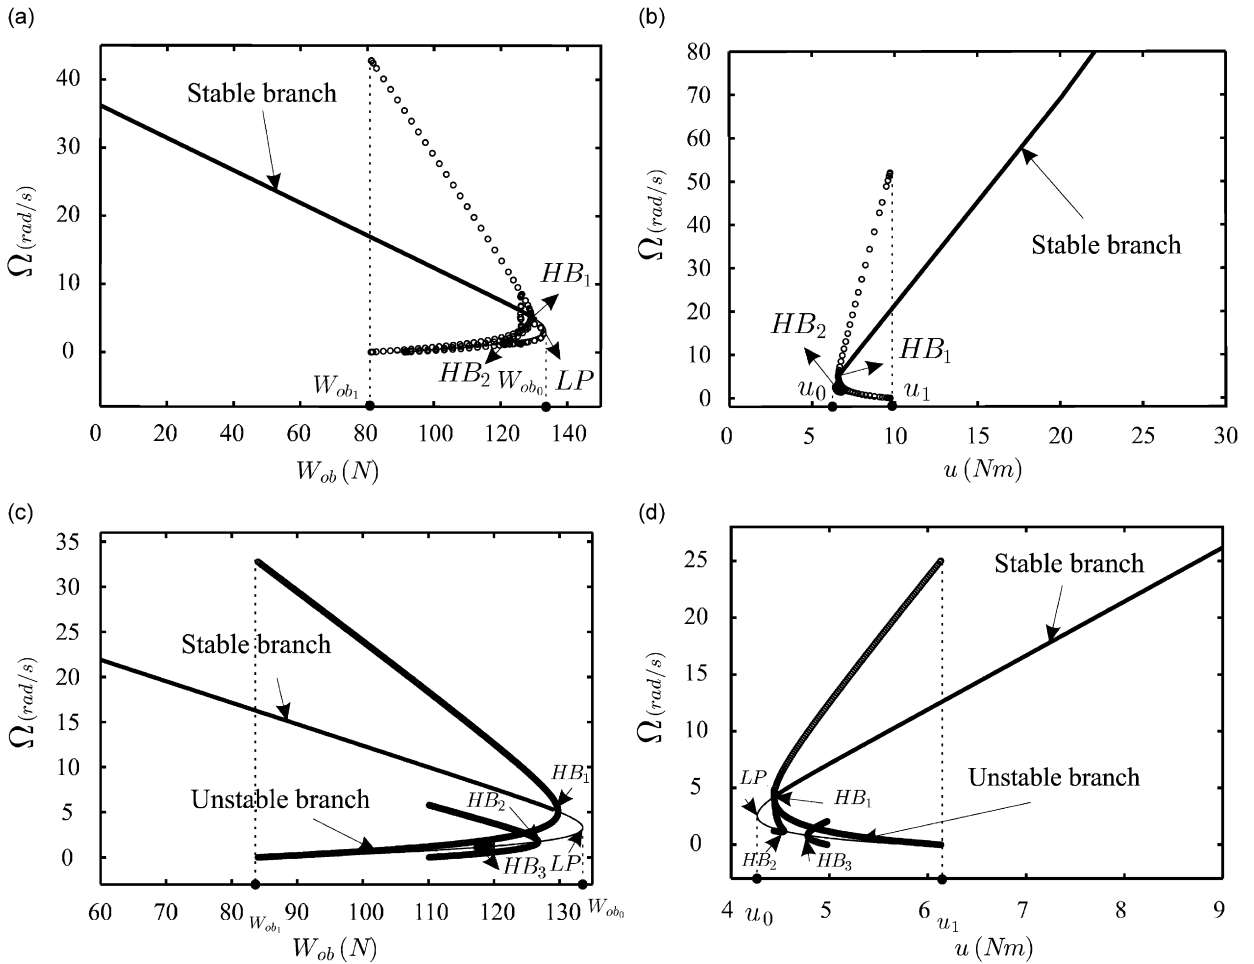 (a)
40
30
20
10
0
Ω(rad/s)
Stable branch
HB1
HB2
Wob1
Wob0
LP
0 20 40 60 80 100 120 140
Wob (N)
(b)
80
70
60
50
40
30
20
10
0
Ω(rad/s)
Stable branch
HB2
HB1
u0
u1
0 5 10 15 20 25 30
u (Nm)
(c)
35
30
25
20
15
10
5
0
Ω(rad/s)
Stable branch
Unstable branch
HB1
HB2
HB3
LP
60 70 80 90 100 110 120 130
Wob1
Wob0
Wob (N)
(d)
25
20
15
10
5
0
Ω(rad/s)
Stable branch
Unstable branch
LP
HB1
HB2
HB3
4 5 6 7 8 9
u0
u1
u (Nm)